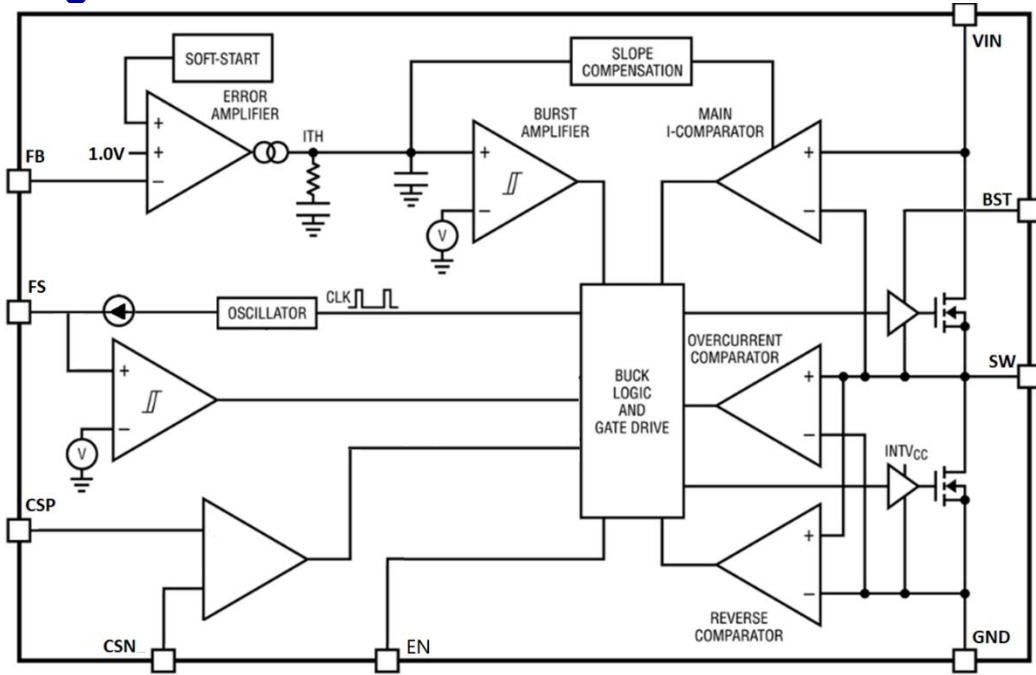 VIN
SOFT-START
SLOPE
COMPENSATION
ERROR
AMPLIFIER
BURST
AMPLIFIER
MAIN
I-COMPARATOR
ITH
FB
1.0V
+
+
−
+
−
+
−
BST
V
FS
OSCILLATOR
CLK
OVERCURRENT
COMPARATOR
SW
+
−
BUCK
LOGIC
AND
GATE DRIVE
+
−
INTVCC
V
CSP
+
−
REVERSE
COMPARATOR
CSN
EN
GND